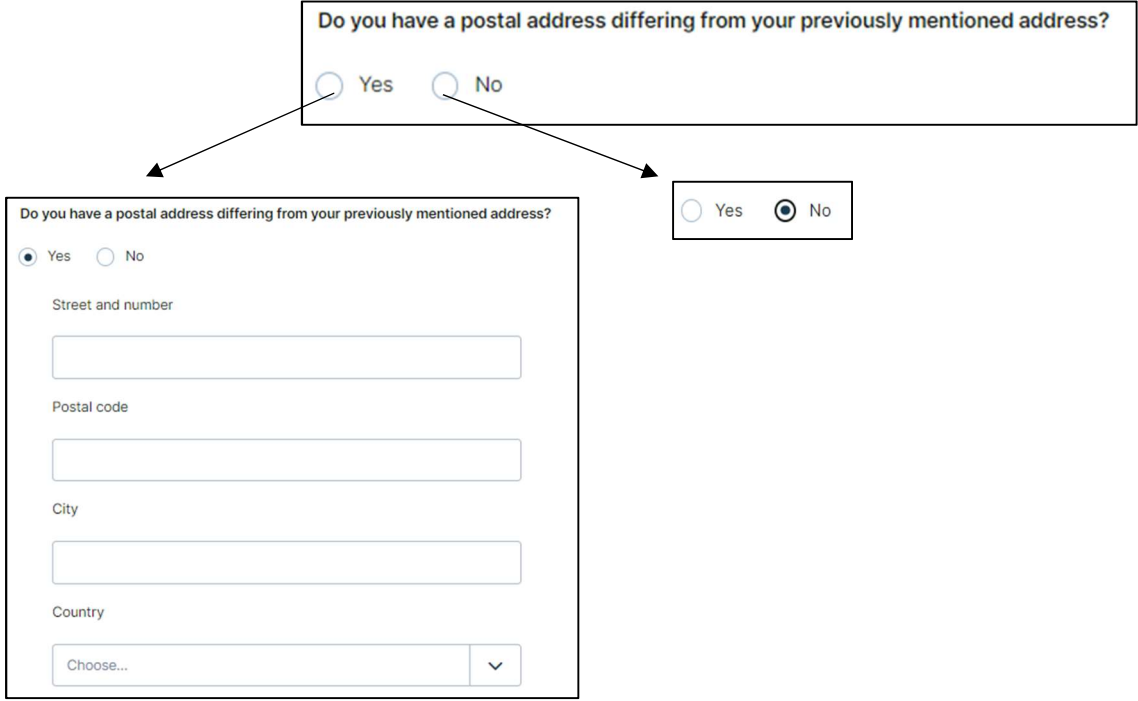 Do you have a postal address differing from your previously mentioned address?
Yes No
Do you have a postal address differing from your previously mentioned address?
Yes No
Street and number
Postal code
City
Country
Choose...
Yes No